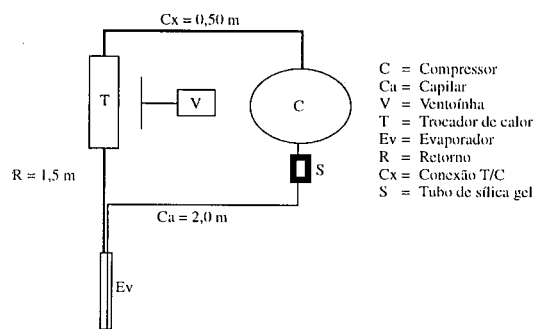 Cx = 0,50 m
T
V
C
S
R = 1,5 m
Ca = 2,0 m
Ev
C = Compressor
Ca = Capilar
V = Ventoínha
T = Trocador de calor
Ev = Evaporador
R = Retorno
Cx = Conexão T/C
S = Tubo de sílica gel